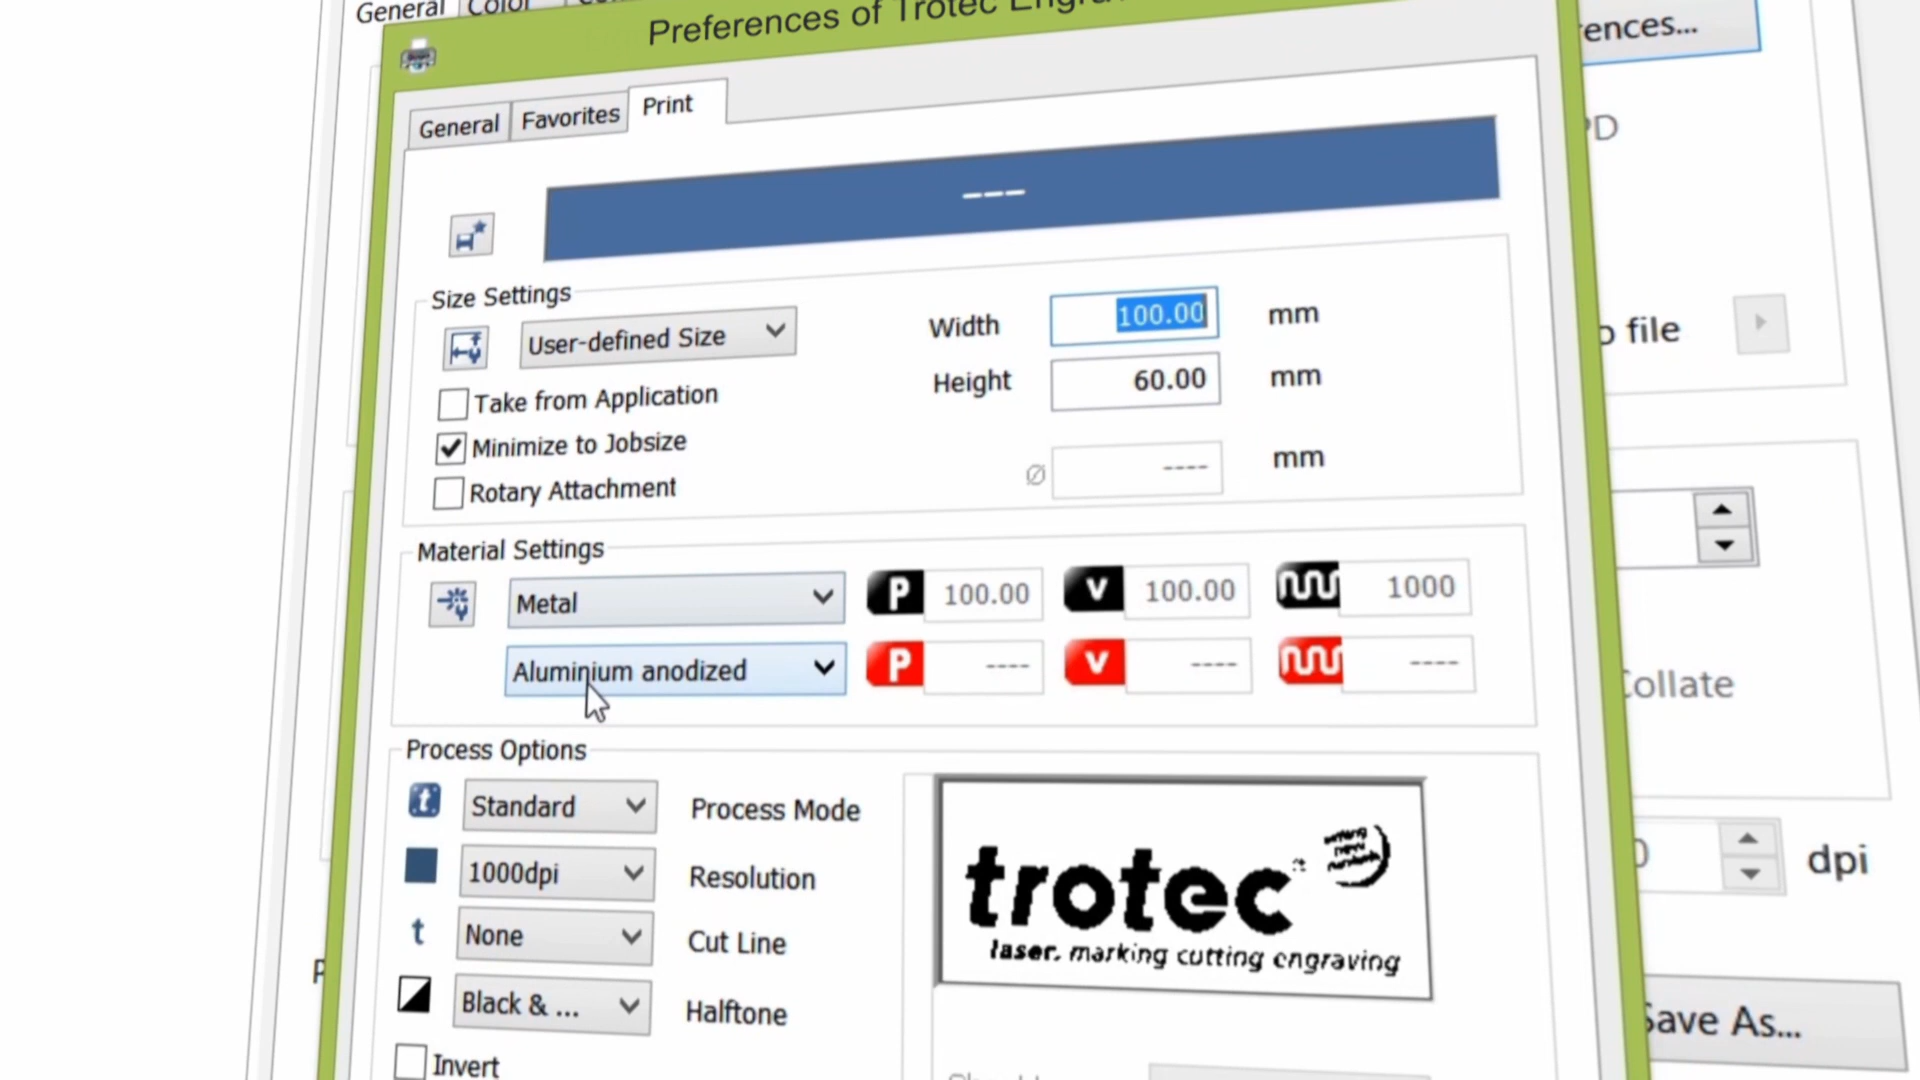 General
Color
Preferences of Trotec
ences...
General
Favorites
Print
---
Size Settings
User-defined Size
Width
100.00
mm
Take from Application
Height
60.00
mm
Minimize to Jobsize
Rotary Attachment
Ø
----
mm
file
Material Settings
Metal
P
100.00
v
100.00
1000
Aluminium anodized
P
----
v
----
----
Collate
Process Options
t
Standard
Process Mode
1000dpi
Resolution
t
None
Cut Line
Black & ...
Halftone
Invert
trotec
laser. marking cutting engraving
dpi
Save As...